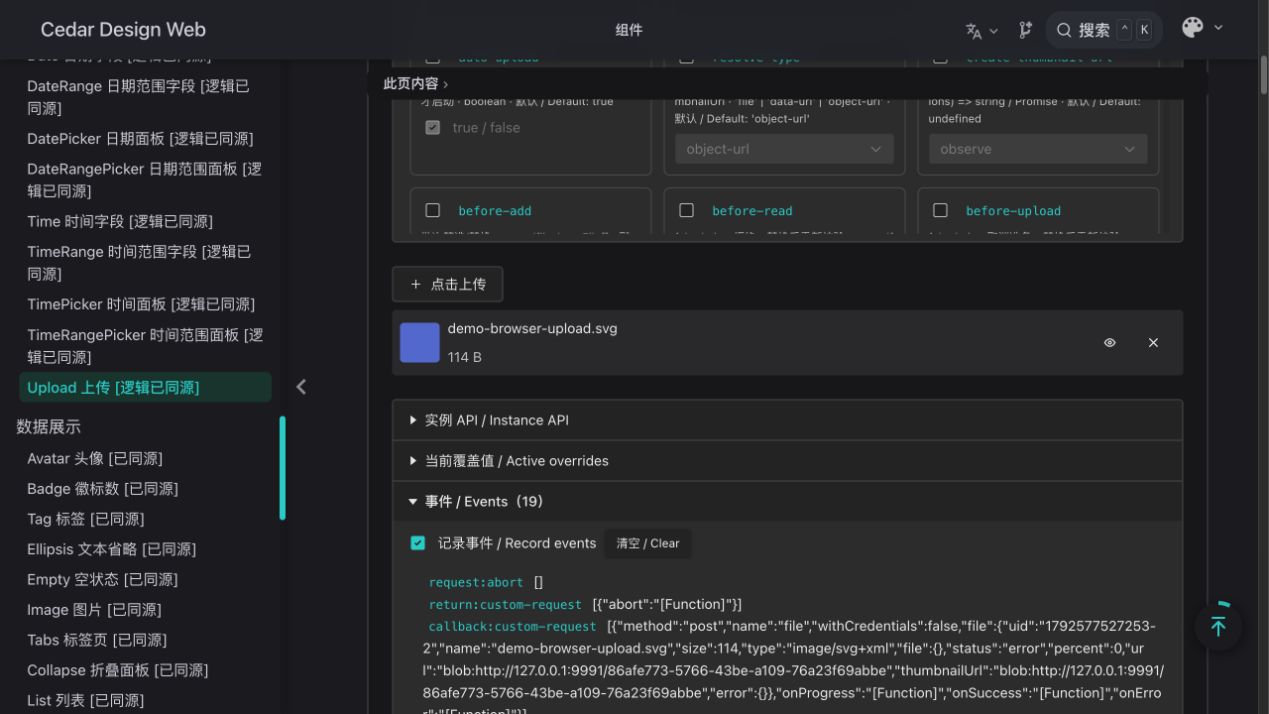 Cedar Design Web
组件
搜索 ^ K
DateRange 日期范围字段 [逻辑已
同源]
DatePicker 日期面板 [逻辑已同源]
DateRangePicker 日期范围面板 [逻
辑已同源]
Time 时间字段 [逻辑已同源]
TimeRange 时间范围字段 [逻辑已
同源]
TimePicker 时间面板 [逻辑已同源]
TimeRangePicker 时间范围面板 [逻
辑已同源]
Upload 上传 [逻辑已同源]
数据展示
Avatar 头像 [已同源]
Badge 徽标数 [已同源]
Tag 标签 [已同源]
Ellipsis 文本省略 [已同源]
Empty 空状态 [已同源]
Image 图片 [已同源]
Tabs 标签页 [已同源]
Collapse 折叠面板 [已同源]
List 列表 [已同源]
此页内容 ›
才启动 · boolean · 默认 / Default: true
true / false
mbnailUrl · 'file' | 'data-url' | 'object-url' ·
默认 / Default: 'object-url'
object-url
ions) => string / Promise · 默认 / Default:
undefined
observe
before-add
before-read
before-upload
+ 点击上传
demo-browser-upload.svg
114 B
实例 API / Instance API
当前覆盖值 / Active overrides
事件 / Events（19）
记录事件 / Record events
清空 / Clear
request:abort []
return:custom-request [{"abort":"[Function]"}]
callback:custom-request [{"method":"post","name":"file","withCredentials":false,"file":{"uid":"1792577527253-
2","name":"demo-browser-upload.svg","size":114,"type":"image/svg+xml","file":{},"status":"error","percent":0,"ur
l":"blob:http://127.0.0.1:9991/86afe773-5766-43be-a109-76a23f69abbe","thumbnailUrl":"blob:http://127.0.0.1:9991/
86afe773-5766-43be-a109-76a23f69abbe","error":{}},"onProgress":"[Function]","onSuccess":"[Function]","onErro
r":"[Function]"}]